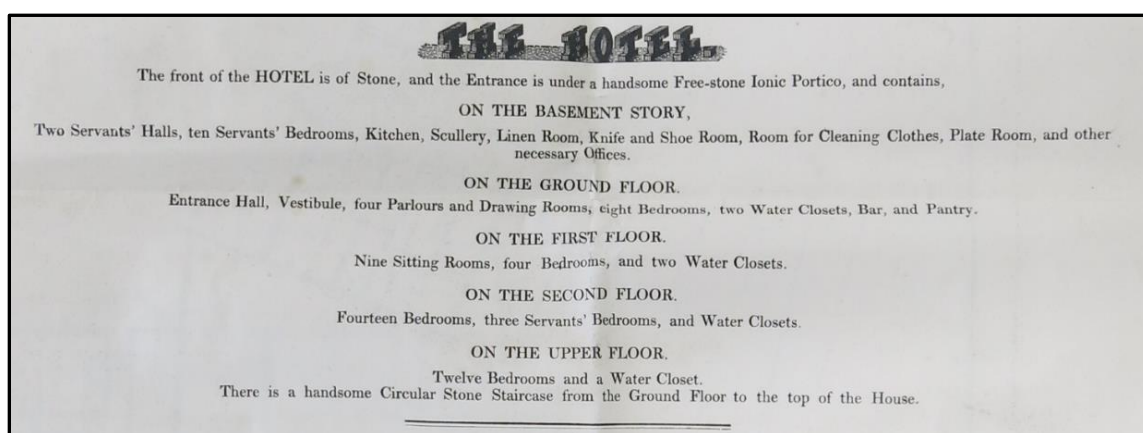 THE HOTEL.
The front of the HOTEL is of Stone, and the Entrance is under a handsome Free-stone Ionic Portico, and contains,
ON THE BASEMENT STORY,
Two Servants' Halls, ten Servants' Bedrooms, Kitchen, Scullery, Linen Room, Knife and Shoe Room, Room for Cleaning Clothes, Plate Room, and other
necessary Offices.
ON THE GROUND FLOOR.
Entrance Hall, Vestibule, four Parlours and Drawing Rooms, eight Bedrooms, two Water Closets, Bar, and Pantry.
ON THE FIRST FLOOR.
Nine Sitting Rooms, four Bedrooms, and two Water Closets.
ON THE SECOND FLOOR.
Fourteen Bedrooms, three Servants' Bedrooms, and Water Closets.
ON THE UPPER FLOOR.
Twelve Bedrooms and a Water Closet.
There is a handsome Circular Stone Staircase from the Ground Floor to the top of the House.